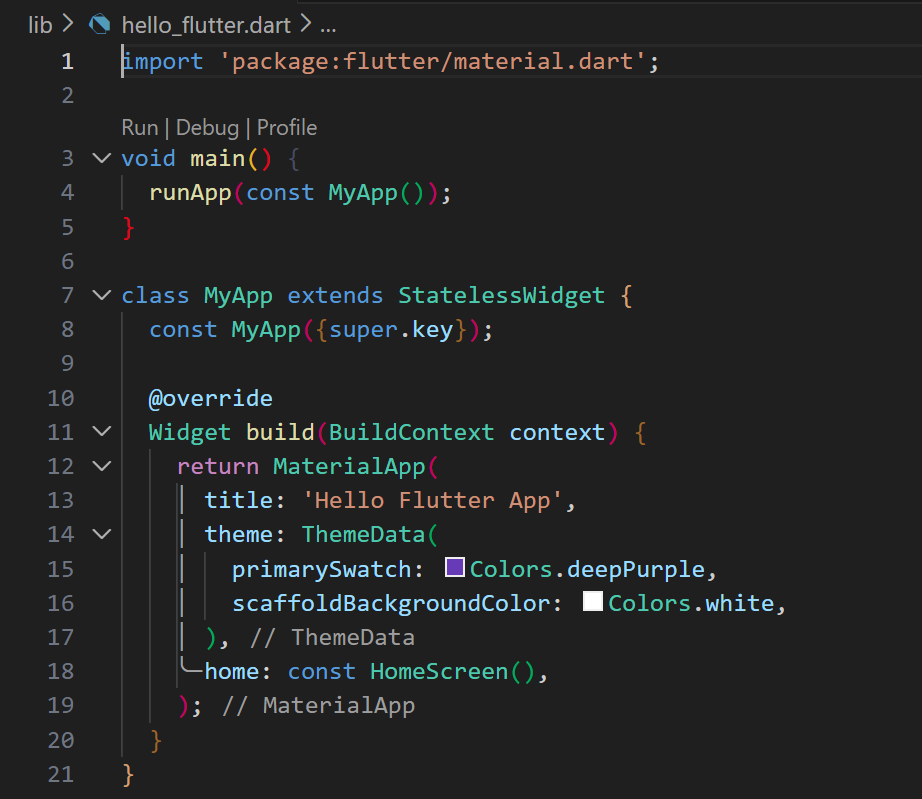 lib > hello_flutter.dart > ...
1 import 'package:flutter/material.dart';
2
Run | Debug | Profile
3 void main() {
4   runApp(const MyApp());
5 }
6
7 class MyApp extends StatelessWidget {
8   const MyApp({super.key});
9
10   @override
11   Widget build(BuildContext context) {
12     return MaterialApp(
13       title: 'Hello Flutter App',
14       theme: ThemeData(
15         primarySwatch: Colors.deepPurple,
16         scaffoldBackgroundColor: Colors.white,
17       ), // ThemeData
18       home: const HomeScreen(),
19     ); // MaterialApp
20   }
21 }